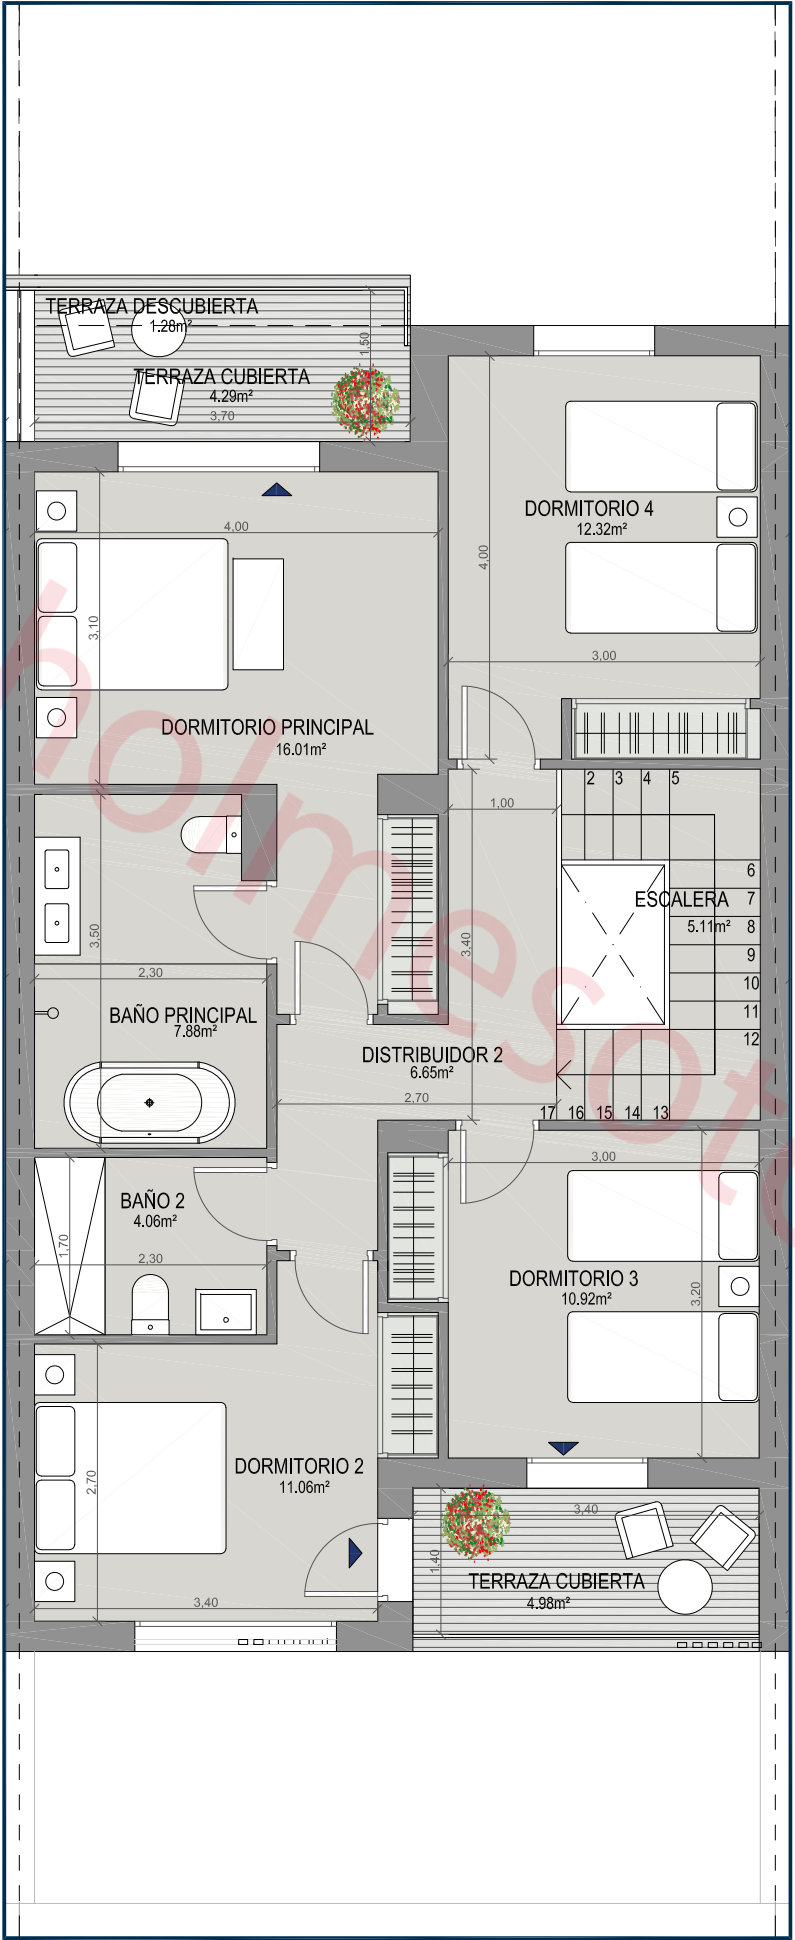 TERRAZA DESCUBIERTA
1.28m²
1,50
TERRAZA CUBIERTA
4.29m²
3,70
DORMITORIO 4
12.32m²
4,00
3,00
4,00
3,10
DORMITORIO PRINCIPAL
16.01m²
1,00
2 3 4 5
6
7
8
9
10
11
12
17 16 15 14 13
ESCALERA
5.11m²
3,40
3,50
2,30
BAÑO PRINCIPAL
7.88m²
DISTRIBUIDOR 2
6.65m²
2,70
BAÑO 2
4.06m²
1,70
2,30
3,00
DORMITORIO 3
10.92m²
3,20
DORMITORIO 2
11.06m²
2,70
3,40
3,40
1,40
TERRAZA CUBIERTA
4.98m²
holmesot